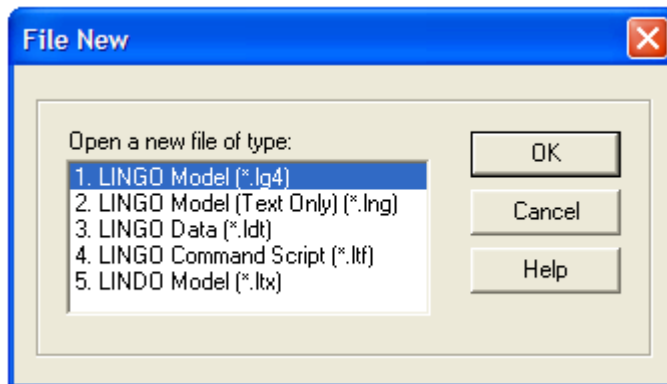 File New
Open a new file of type:
1. LINGO Model (*.lg4)
2. LINGO Model (Text Only) (*.lng)
3. LINGO Data (*.ldt)
4. LINGO Command Script (*.ltf)
5. LINDO Model (*.ltx)
OK
Cancel
Help